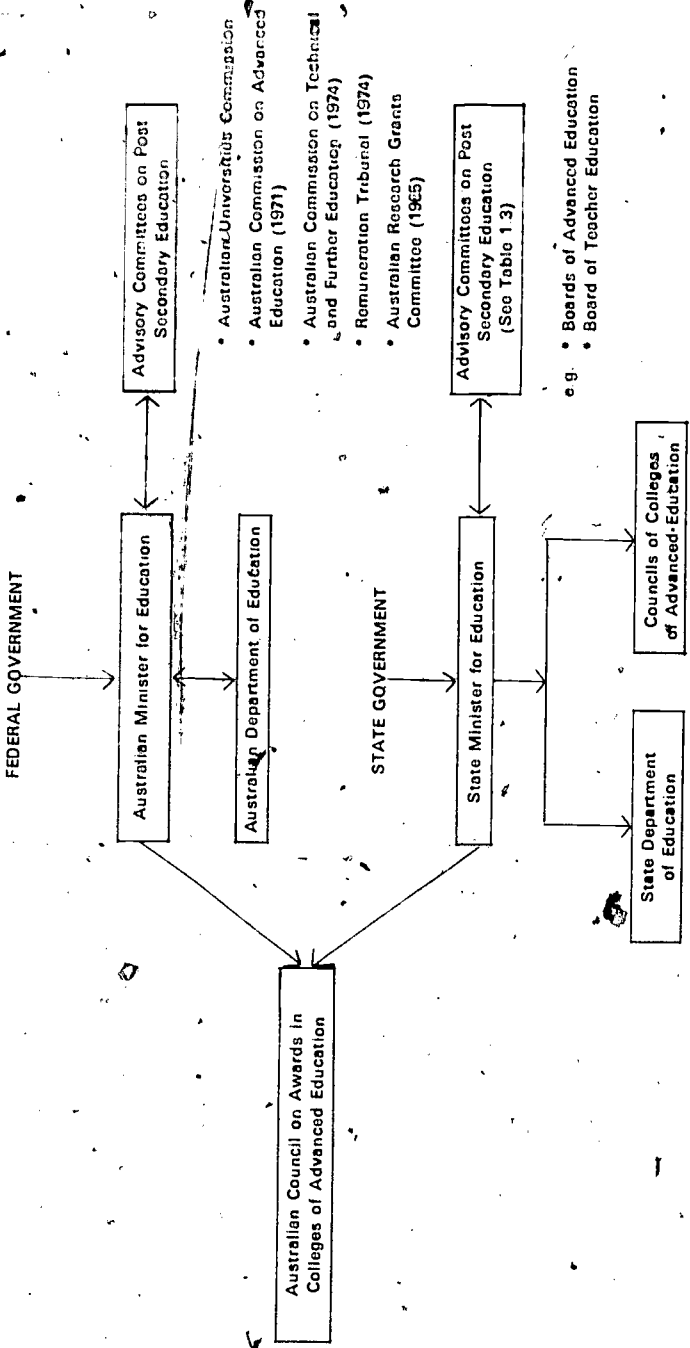 FEDERAL GOVERNMENT
Australian Minister for Education
Advisory Committees on Post
Secondary Education
Australian Department of Education
* Australian Universities Commission
* Australian Commission on Advanced
Education (1971)
* Australian Commission on Technical
and Further Education (1974)
* Remuneration Tribunal (1974)
* Australian Research Grants
Committee (1965)
Australian Council on Awards in
Colleges of Advanced Education
STATE GOVERNMENT
State Minister for Education
Advisory Committees on Post
Secondary Education
(See Table 1.3)
e.g. * Boards of Advanced Education
* Board of Teacher Education
State Department
of Education
Councils of Colleges
of Advanced Education